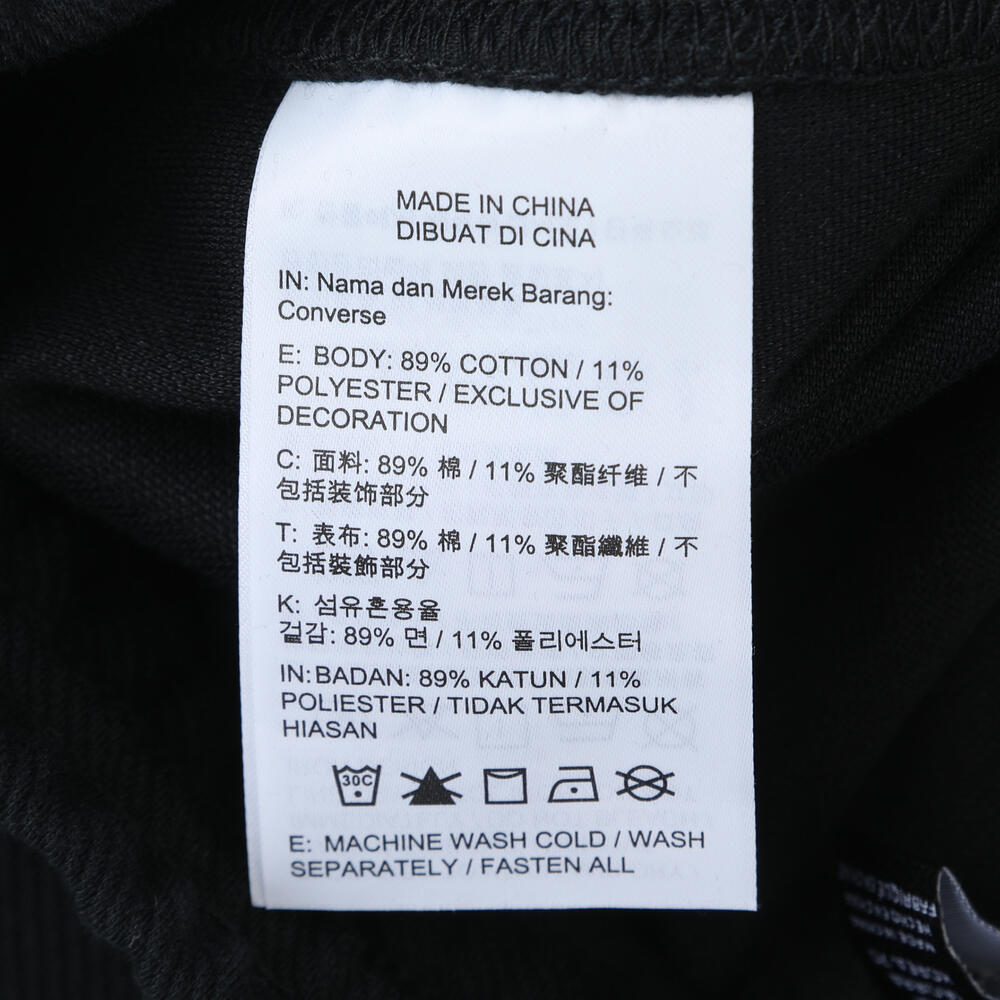 MADE IN CHINA
DIBUAT DI CINA
IN: Nama dan Merek Barang:
Converse
E: BODY: 89% COTTON / 11%
POLYESTER / EXCLUSIVE OF
DECORATION
C: 面料: 89% 棉 / 11% 聚酯纤维 / 不
包括装饰部分
T: 表布: 89% 棉 / 11% 聚酯纖維 / 不
包括裝飾部分
K: 섬유혼용율
겉감: 89% 면 / 11% 폴리에스터
IN: BADAN: 89% KATUN / 11%
POLIESTER / TIDAK TERMASUK
HIASAN
30C
E: MACHINE WASH COLD / WASH
SEPARATELY / FASTEN ALL